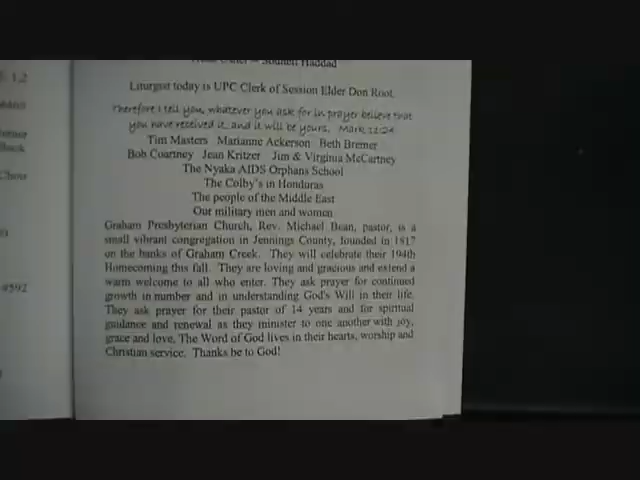 Haddad
1,2
Liturgist today is UPC Clerk of Session Elder Don Root.
Therefore I tell you, whatever you ask for in prayer believe that
you have received it, and it will be yours. Mark 11:24
Tim Masters Marianne Ackerson Beth Bremer
Bob Coartney Jean Kritzer Jim & Virginia McCartney
The Nyaka AIDS Orphans School
The Colby's in Honduras
The people of the Middle East
Our military men and women
Graham Presbyterian Church, Rev. Michael Bean, pastor, is a
small vibrant congregation in Jennings County, founded in 1817
on the banks of Graham Creek. They will celebrate their 194th
Homecoming this fall. They are loving and gracious and extend a
warm welcome to all who enter. They ask prayer for continued
growth in number and in understanding God's Will in their life.
They ask prayer for their pastor of 14 years and for spiritual
guidance and renewal as they minister to one another with joy,
grace and love. The Word of God lives in their hearts, worship and
Christian service. Thanks be to God!
#592